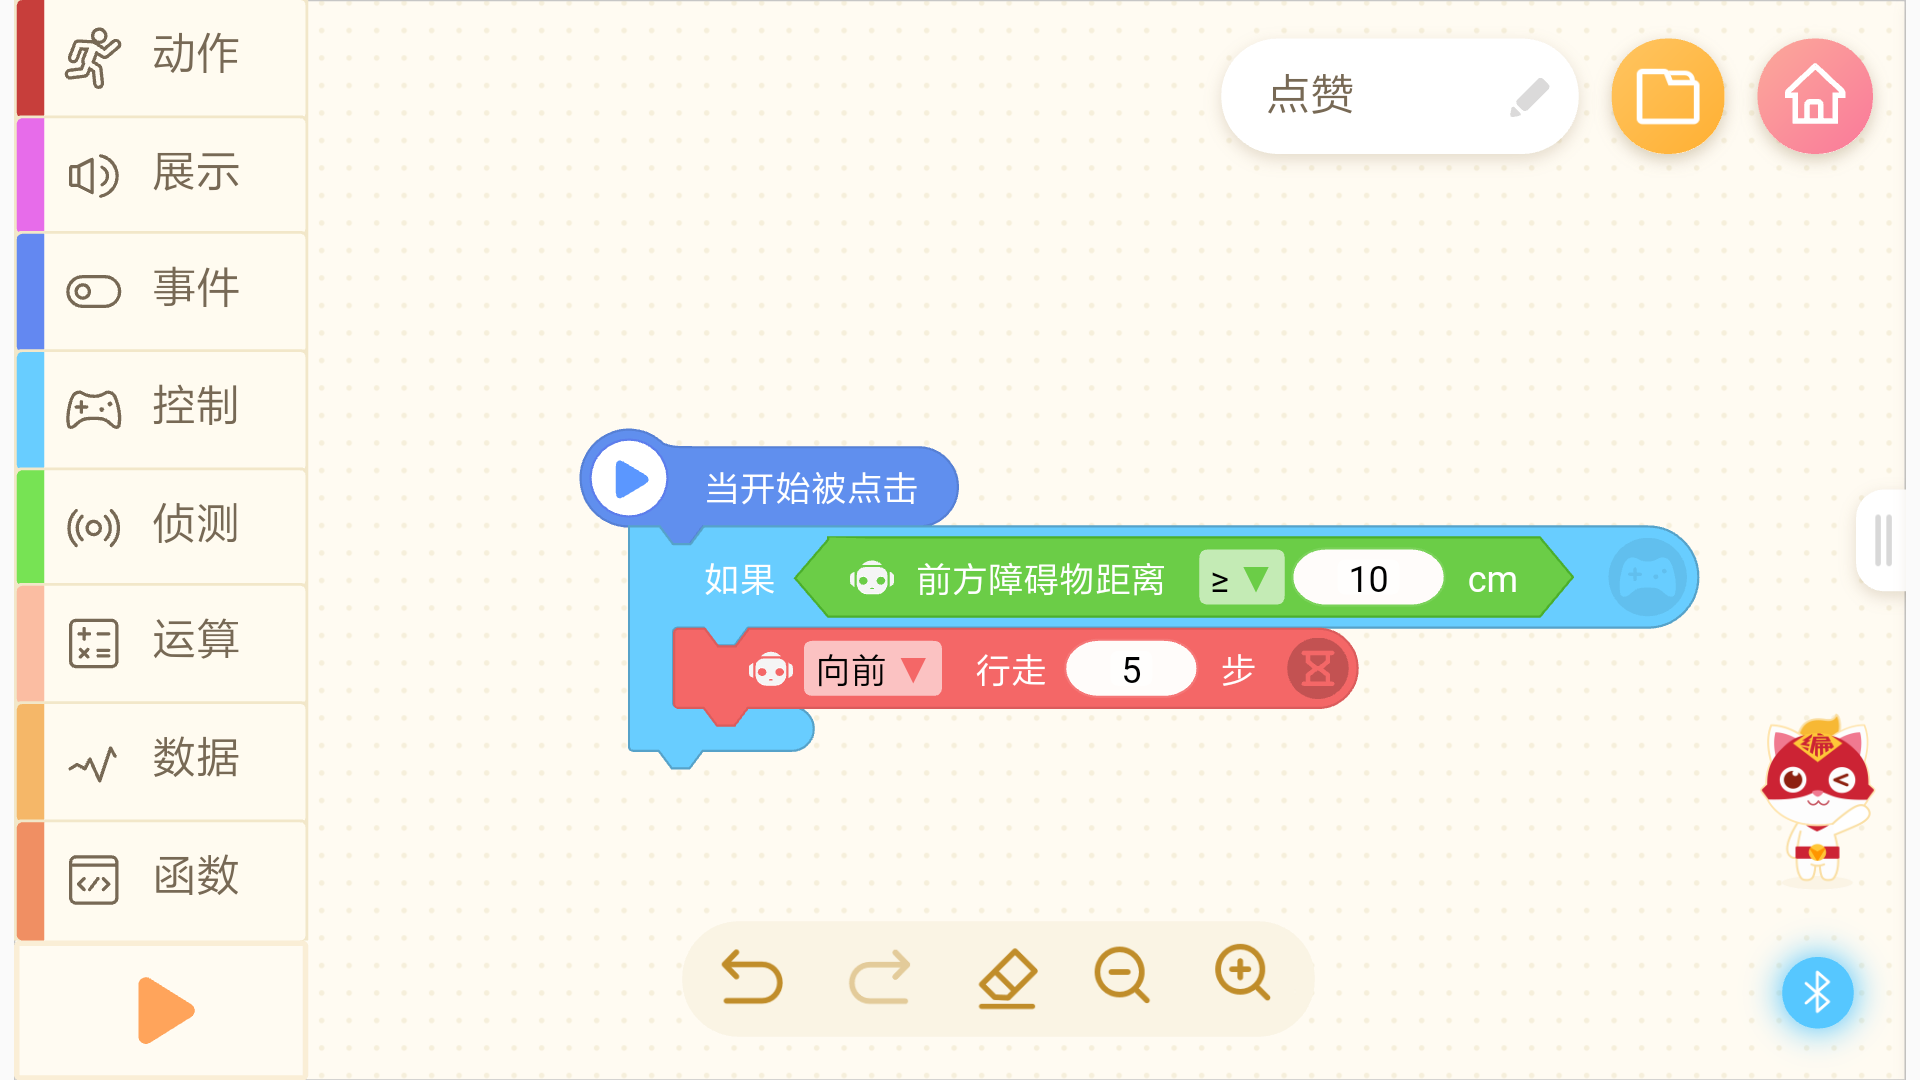 动作
展示
事件
控制
侦测
运算
数据
函数
点赞
当开始被点击
如果 前方障碍物距离 ≥ ▼ 10 cm
向前 ▼ 行走 5 步
编